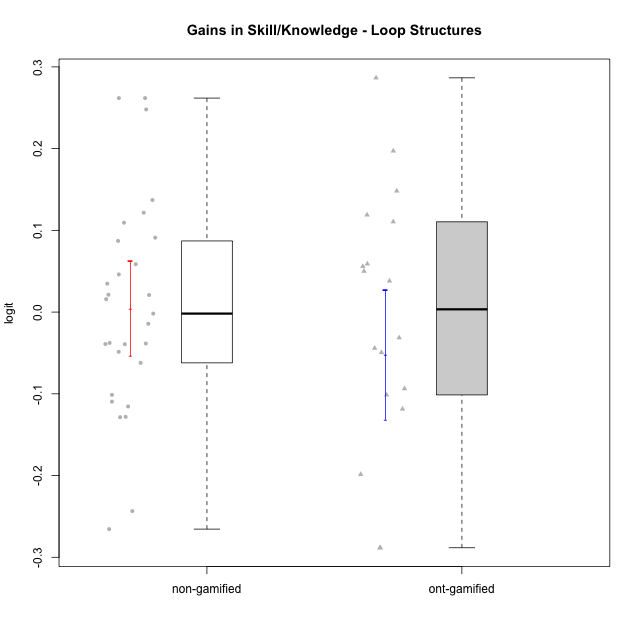 Gains in Skill/Knowledge - Loop Structures
logit
0.3
0.2
0.1
0.0
-0.1
-0.2
-0.3
non-gamified
ont-gamified